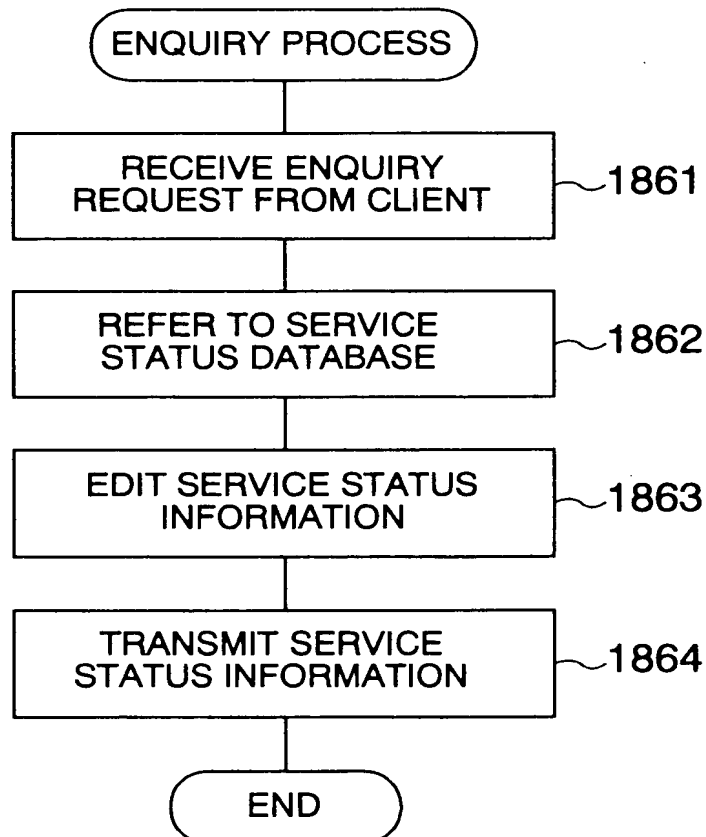 ENQUIRY PROCESS
RECEIVE ENQUIRY
REQUEST FROM CLIENT
1861
REFER TO SERVICE
STATUS DATABASE
1862
EDIT SERVICE STATUS
INFORMATION
1863
TRANSMIT SERVICE
STATUS INFORMATION
1864
END